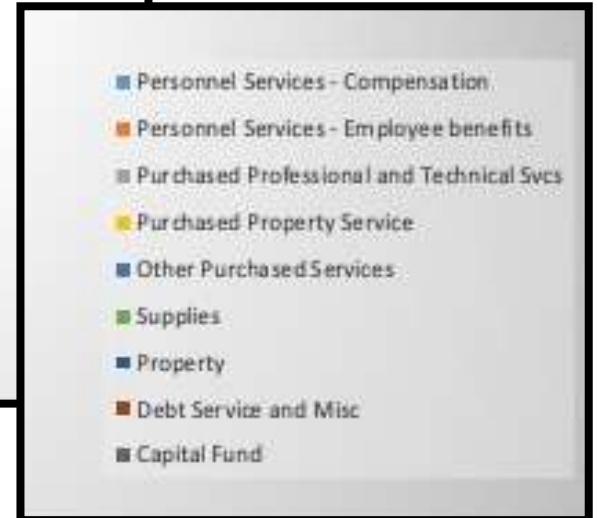 Personnel Services - Compensation
Personnel Services - Employee benefits
Purchased Professional and Technical Svcs
Purchased Property Service
Other Purchased Services
Supplies
Property
Debt Service and Misc
Capital Fund